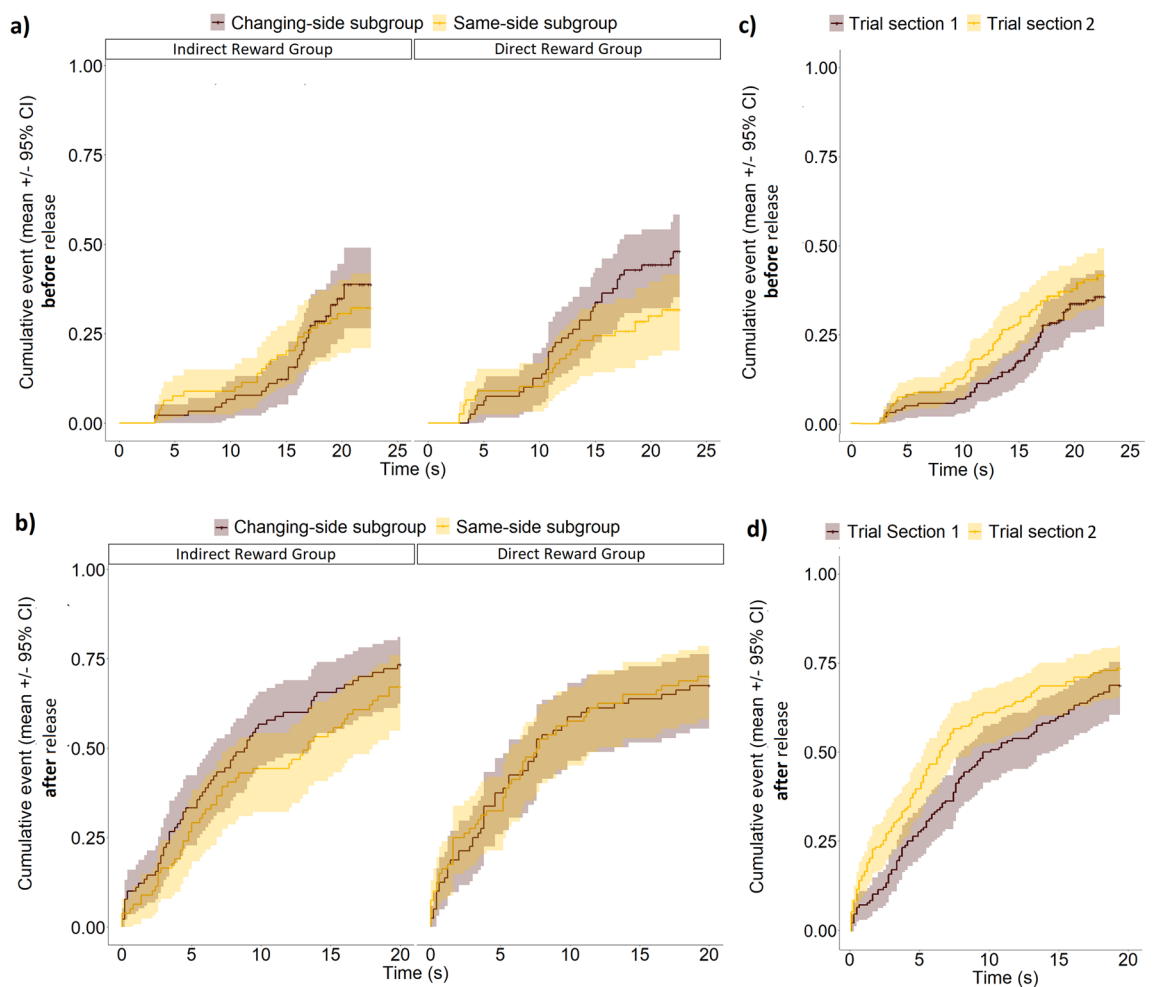 a)
Changing-side subgroup Same-side subgroup
Indirect Reward Group Direct Reward Group
Cumulative event (mean +/- 95% CI)
before release
1.00
0.75
0.50
0.25
0.00
0 5 10 15 20 25 0 5 10 15 20 25
Time (s)
c)
Trial section 1 Trial section 2
Cumulative event (mean +/- 95% CI)
before release
1.00
0.75
0.50
0.25
0.00
0 5 10 15 20 25
Time (s)
b)
Changing-side subgroup Same-side subgroup
Indirect Reward Group Direct Reward Group
Cumulative event (mean +/- 95% CI)
after release
1.00
0.75
0.50
0.25
0.00
0 5 10 15 20 0 5 10 15 20
Time (s)
d)
Trial Section 1 Trial section 2
Cumulative event (mean +/- 95% CI)
after release
1.00
0.75
0.50
0.25
0.00
0 5 10 15 20
Time (s)